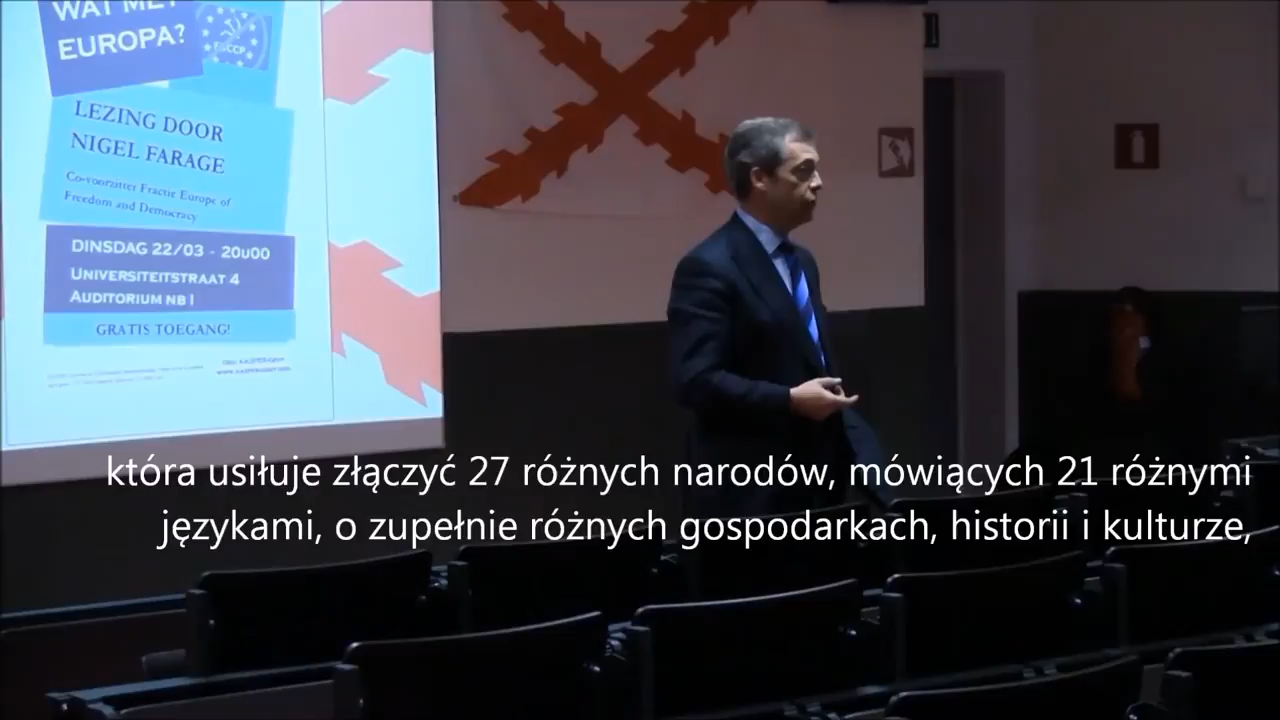 WAT MET
EUROPA?
LEZING DOOR
NIGEL FARAGE
Co-voorzitter Fractie Europe of
Freedom and Democracy
DINSDAG 22/03 - 20u00
UNIVERSITEITSTRAAT 4
AUDITORIUM NB I
GRATIS TOEGANG!
która usiłuje złączyć 27 różnych narodów, mówiących 21 różnymi
językami, o zupełnie różnych gospodarkach, historii i kulturze,